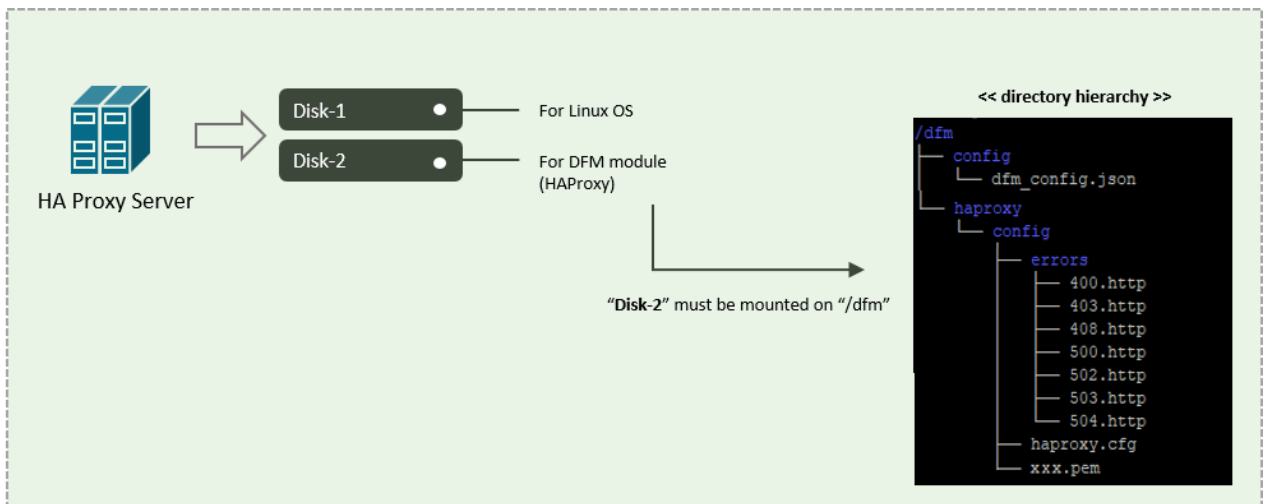 HA Proxy Server
Disk-1
For Linux OS
Disk-2
For DFM module
(HAProxy)
“Disk-2” must be mounted on “/dfm”
<< directory hierarchy >>
/dfm
├── config
│   └── dfm_config.json
└── haproxy
    └── config
        ├── errors
        │   ├── 400.http
        │   ├── 403.http
        │   ├── 408.http
        │   ├── 500.http
        │   ├── 502.http
        │   ├── 503.http
        │   └── 504.http
        ├── haproxy.cfg
        └── xxx.pem